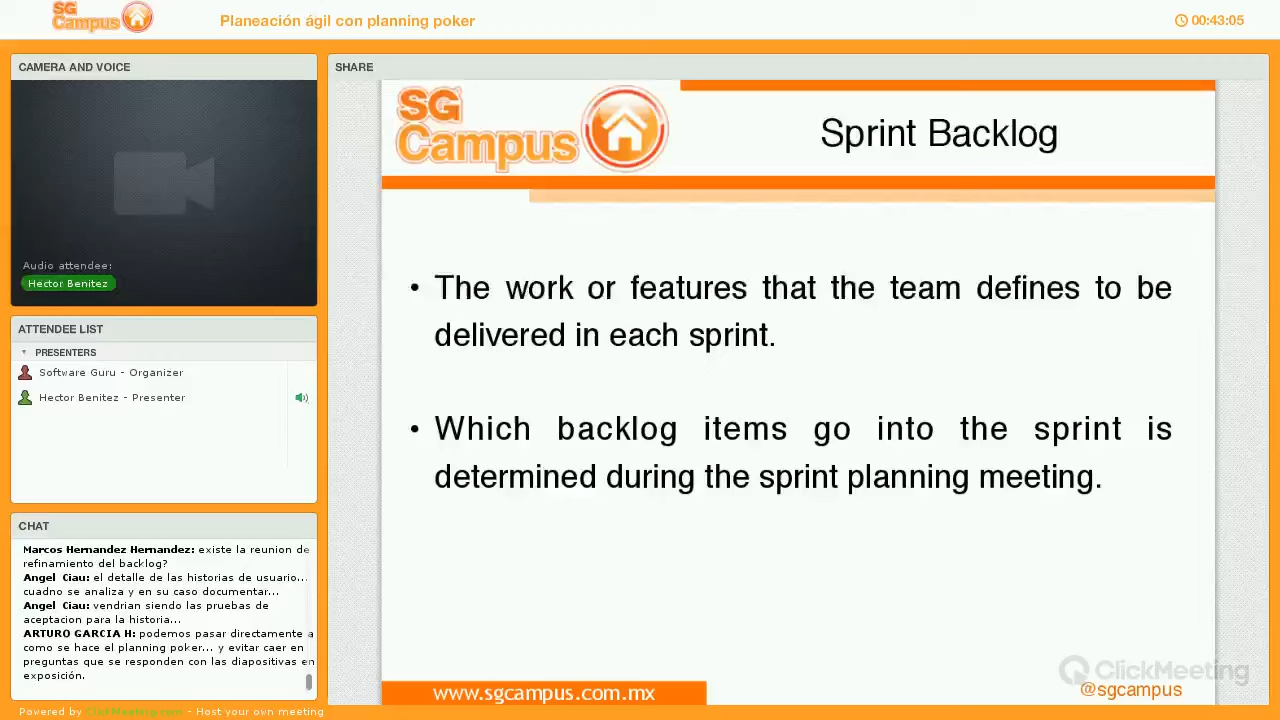 SG Campus
Planeación ágil con planning poker
00:43:05
CAMERA AND VOICE
Audio attendee:
Hector Benitez
ATTENDEE LIST
PRESENTERS
Software Guru - Organizer
Hector Benitez - Presenter
CHAT
Marcos Hernandez Hernandez: existe la reunion de
refinamiento del backlog?
Angel Ciau: el detalle de las historias de usuario...
cuadno se analiza y en su caso documentar...
Angel Ciau: vendrian siendo las pruebas de
aceptacion para la historia...
ARTURO GARCIA H: podemos pasar directamente a
como se hace el planning poker... y evitar caer en
preguntas que se responden con las diapositivas en
exposición.
Powered by ClickMeeting.com - Host your own meeting
SHARE
SG
Campus
Sprint Backlog
• The work or features that the team defines to be
delivered in each sprint.
• Which backlog items go into the sprint is
determined during the sprint planning meeting.
www.sgcampus.com.mx
ClickMeeting
@sgcampus